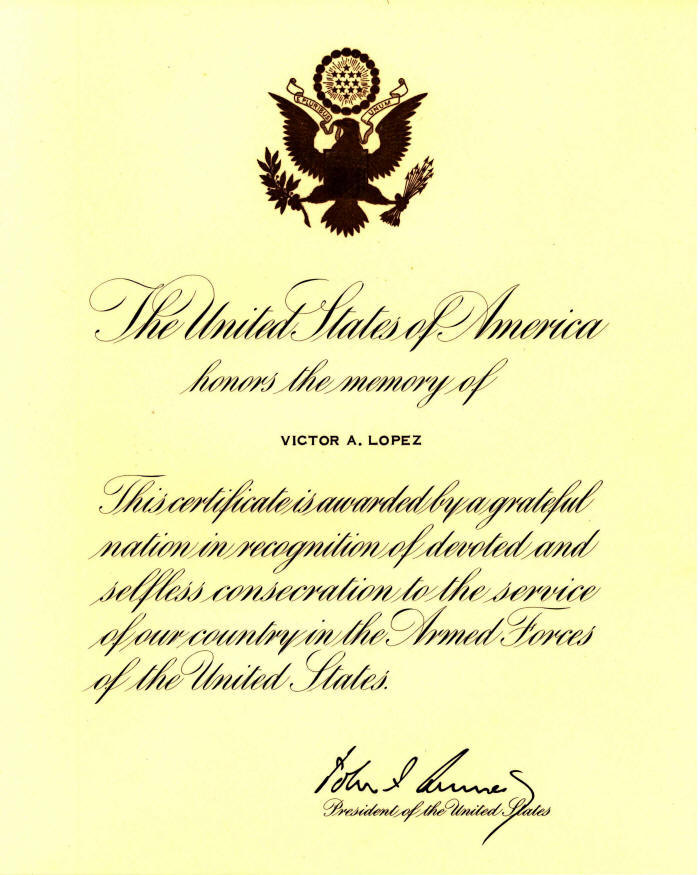 E PLURIBUS UNUM
The United States of America
honors the memory of
VICTOR A. LOPEZ
This certificate is awarded by a grateful
nation in recognition of devoted and
selfless consecration to the service
of our country in the Armed Forces
of the United States.
President of the United States